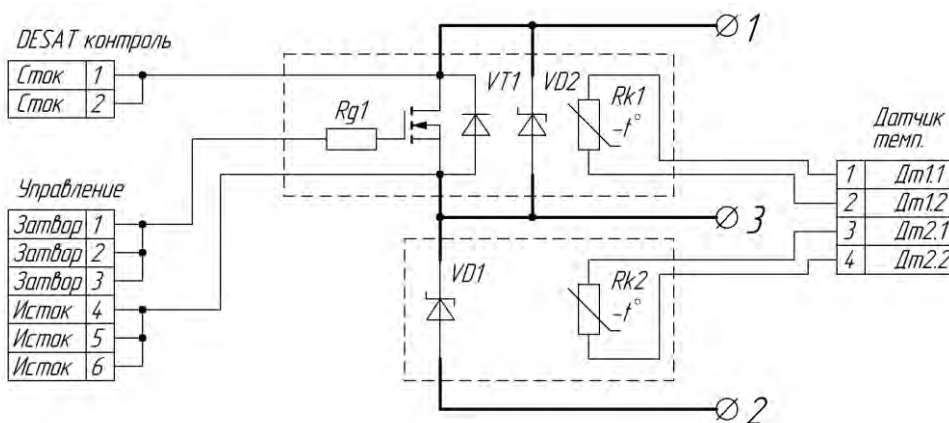 DESAT контроль
Сток 1
Сток 2
Управление
Затвор 1
Затвор 2
Затвор 3
Исток 4
Исток 5
Исток 6
Rg1
VT1
VD2
Rk1
-t°
1
3
VD1
Rk2
-t°
2
Датчик
темп.
1 Дт1.1
2 Дт1.2
3 Дт2.1
4 Дт2.2